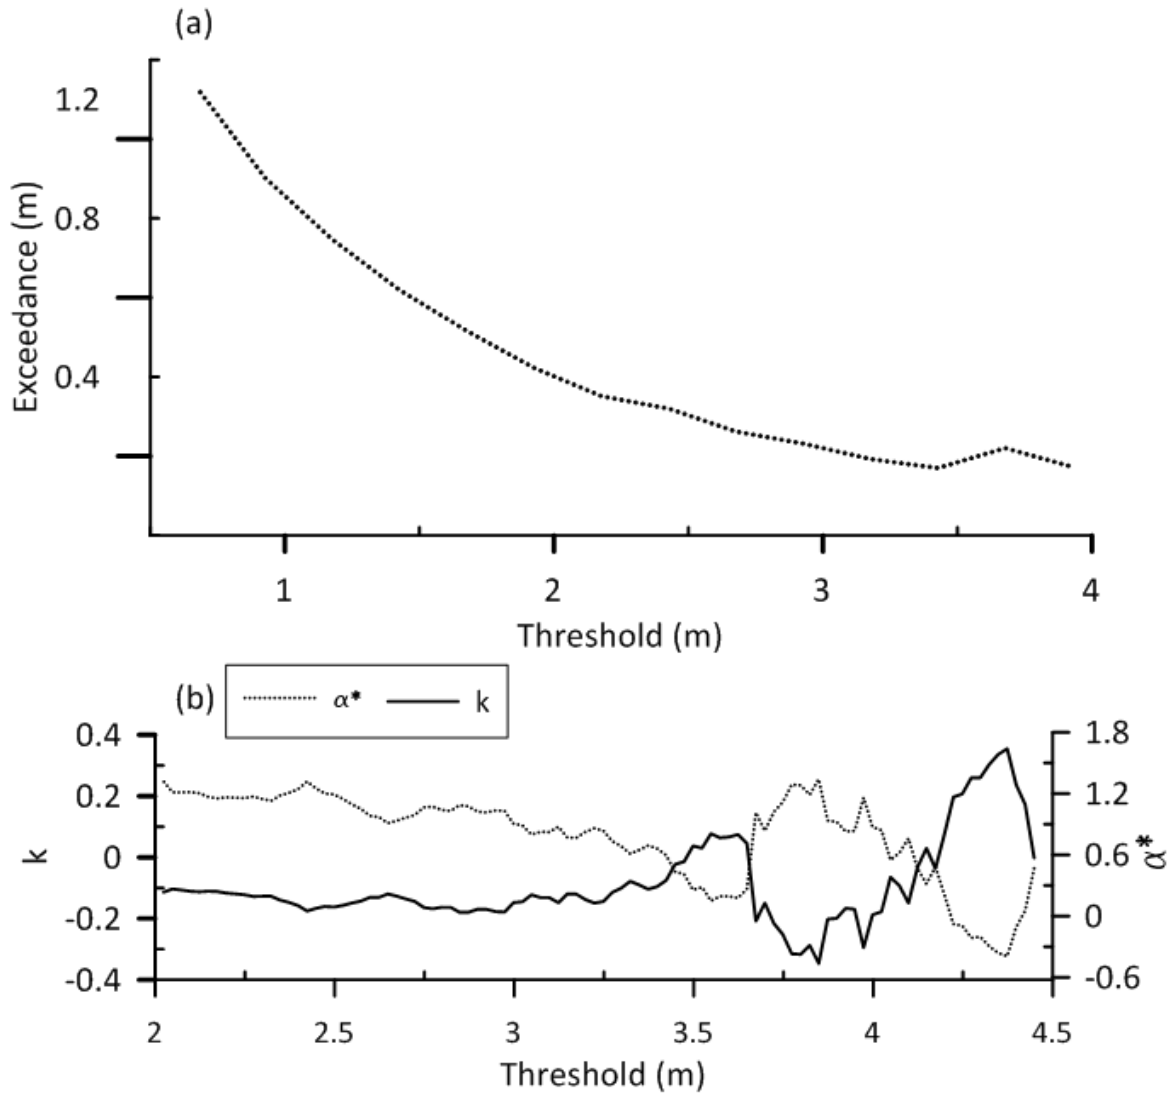 (a)
1.2
0.8
0.4
Exceedance (m)
1 2 3 4
Threshold (m)
(b)
α* k
0.4
0.2
0
-0.2
-0.4
k
1.8
1.2
0.6
0
-0.6
α*
2 2.5 3 3.5 4 4.5
Threshold (m)